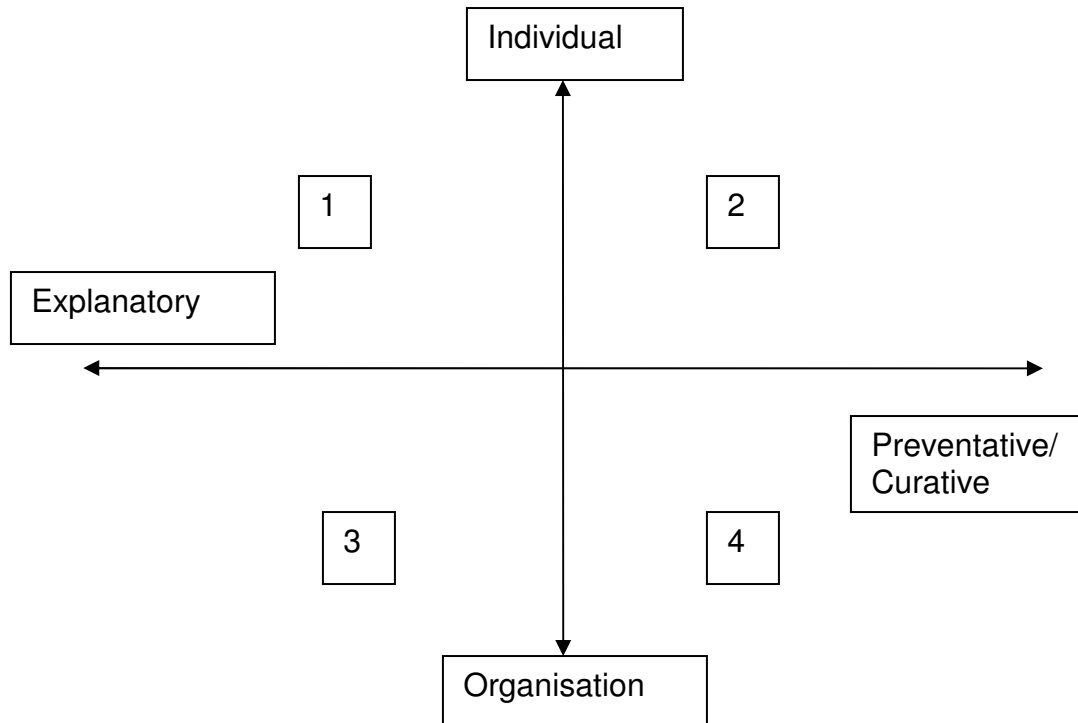 Individual
1
2
Explanatory
Preventative/
Curative
3
4
Organisation